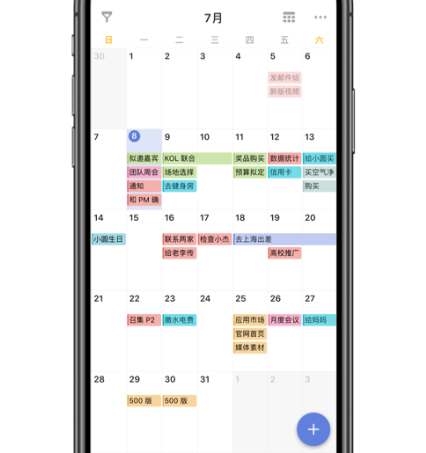 7月
日 一 二 三 四 五 六
30 1 2 3 4 5 6
发邮件给
新版视频
7 8 9 10 11 12 13
拟邀嘉宾 KOL 联合 奖品购买 数据统计 给小圆买
团队周会 场地选择 预算拟定 信用卡 买空气净
通知 去健身房 购买
和 PM 确
14 15 16 17 18 19 20
小圆生日 联系两家 检查小杰 去上海出差
给老李传 高校推广
21 22 23 24 25 26 27
召集 P2 缴水电费 应用市场 月度会议 给妈妈
官网首页
媒体素材
28 29 30 31 1 2 3
500 版 500 版